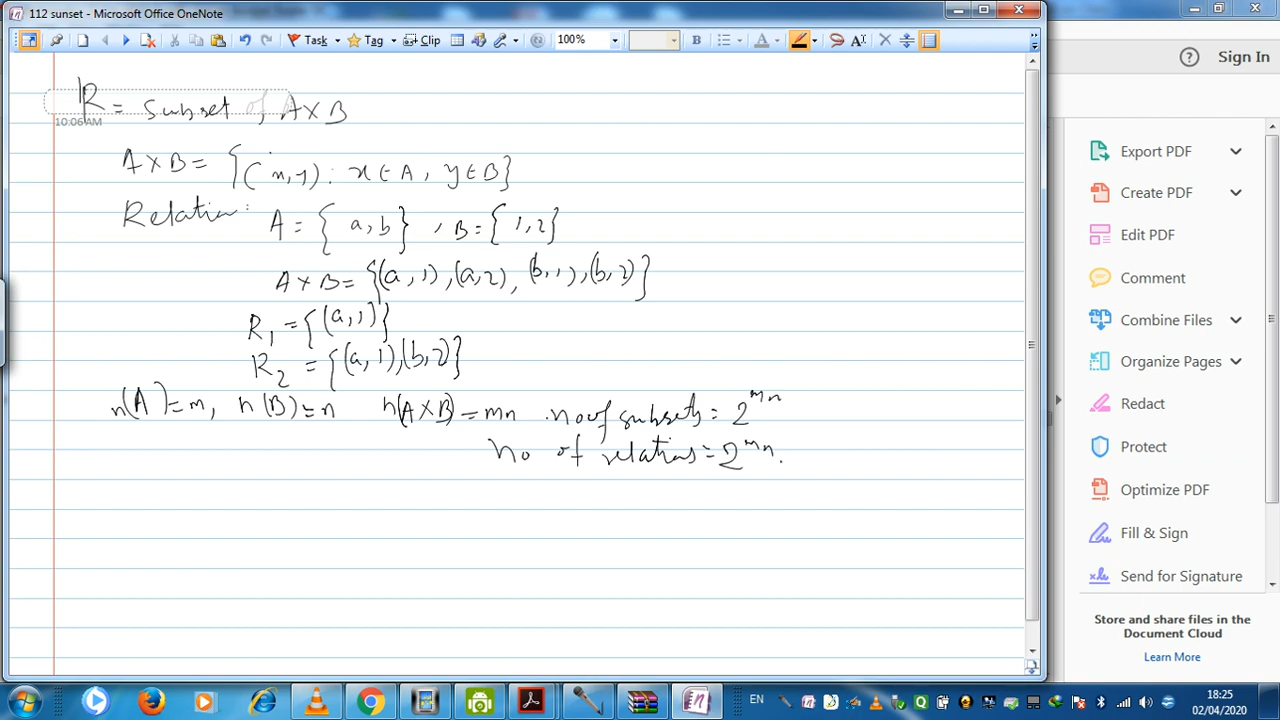 112 sunset - Microsoft Office OneNote
Task Tag Clip 100% B A
Sign In
R = Subset of A×B
10:06 AM
A×B = {(x,y): x∈A, y∈B}
Relation: A = {a,b}, B = {1,2}
A×B = {(a,1),(a,2),(b,1),(b,2)}
R₁ = {(a,1)}
R₂ = {(a,1),(b,2)}
n(A)=m, n(B)=n n(A×B)=mn no of subsets = 2^mn
no of relations = 2^mn.
Export PDF
Create PDF
Edit PDF
Comment
Combine Files
Organize Pages
Redact
Protect
Optimize PDF
Fill & Sign
Send for Signature
Store and share files in the
Document Cloud
Learn More
EN
18:25
02/04/2020